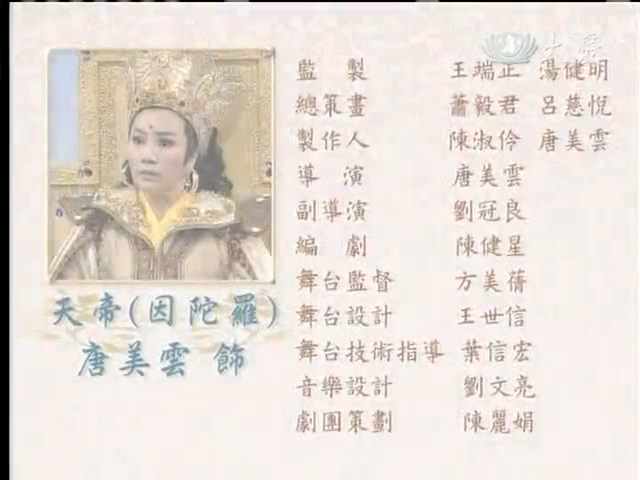 大愛
監製 王端正 湯健明
總策畫 蕭毅君 呂慈悅
製作人 陳淑伶 唐美雲
導演 唐美雲
副導演 劉冠良
編劇 陳健星
舞台監督 方美蒨
舞台設計 王世信
舞台技術指導 葉信宏
音樂設計 劉文亮
劇團策劃 陳麗娟
天帝(因陀羅)
唐美雲 飾